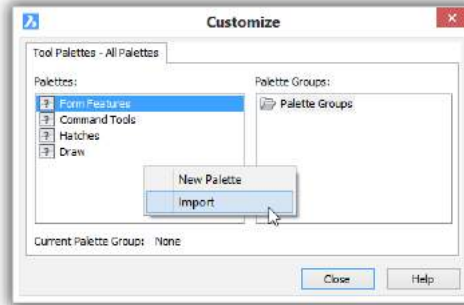 Customize
Tool Palettes - All Palettes
Palettes:
Palette Groups:
Form Features
Command Tools
Hatches
Draw
Palette Groups
New Palette
Import
Current Palette Group: None
Close
Help